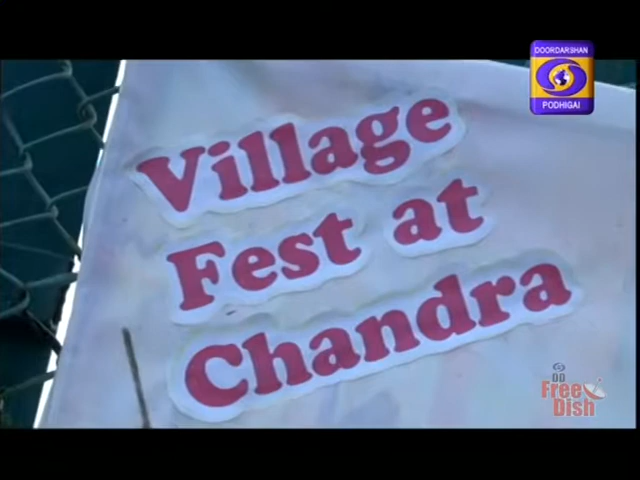 DOORDARSHAN
PODHIGAI
Village
Fest at
Chandra
DD
Free
Dish